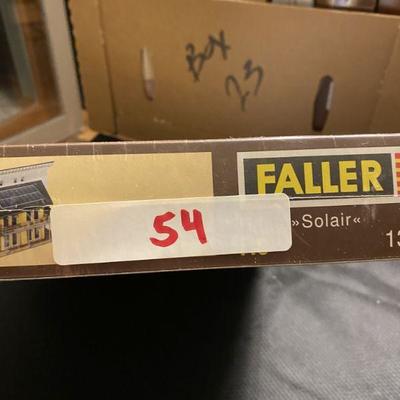 Box
23
FALLER
»Solair«
54
13